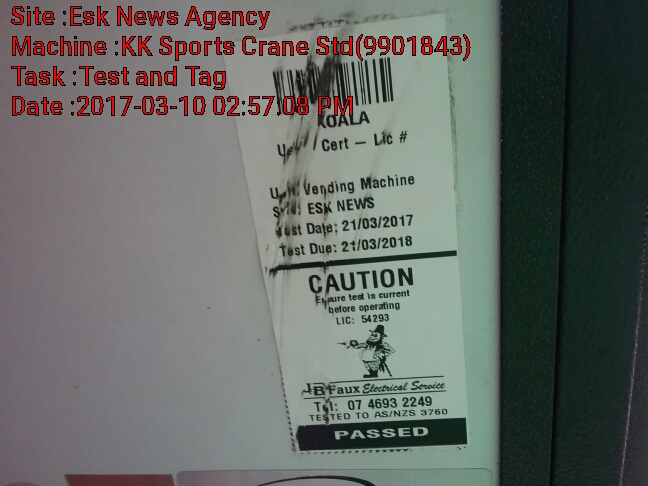 Site :Esk News Agency
Machine :KK Sports Crane Std(9901843)
Task :Test and Tag
Date :2017-03-10 02:57:08 PM
KOALA
Cert - Lic #
Vending Machine
ESK NEWS
Test Date: 21/03/2017
Test Due: 21/03/2018
CAUTION
Ensure test is current
before operating
LIC: 54293
J B Faux Electrical Service
Tel: 07 4693 2249
TESTED TO AS/NZS 3760
PASSED